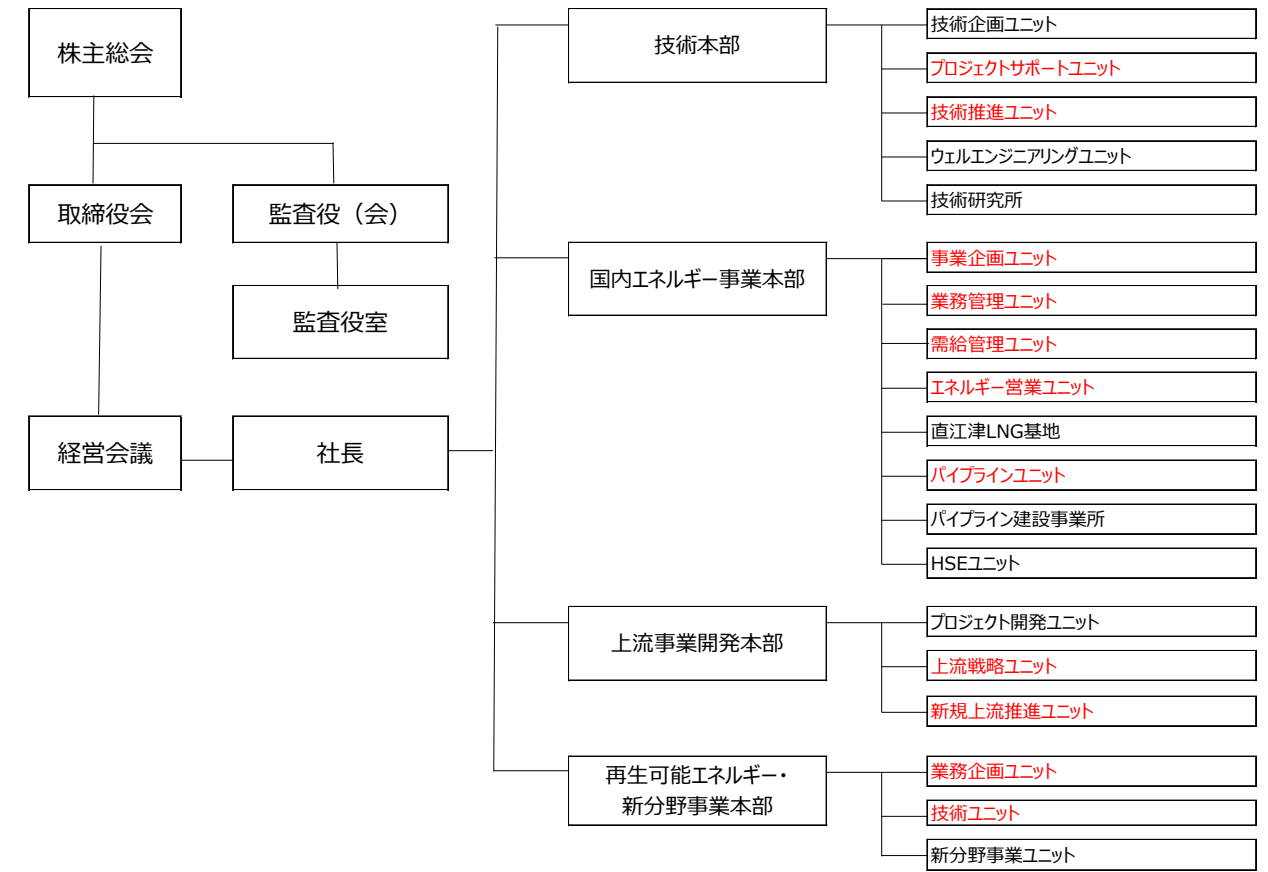 株主総会
取締役会
監査役（会）
監査役室
経営会議
社長
技術本部
技術企画ユニット
プロジェクトサポートユニット
技術推進ユニット
ウェルエンジニアリングユニット
技術研究所
国内エネルギー事業本部
事業企画ユニット
業務管理ユニット
需給管理ユニット
エネルギー営業ユニット
直江津LNG基地
パイプラインユニット
パイプライン建設事業所
HSEユニット
上流事業開発本部
プロジェクト開発ユニット
上流戦略ユニット
新規上流推進ユニット
再生可能エネルギー・
新分野事業本部
業務企画ユニット
技術ユニット
新分野事業ユニット